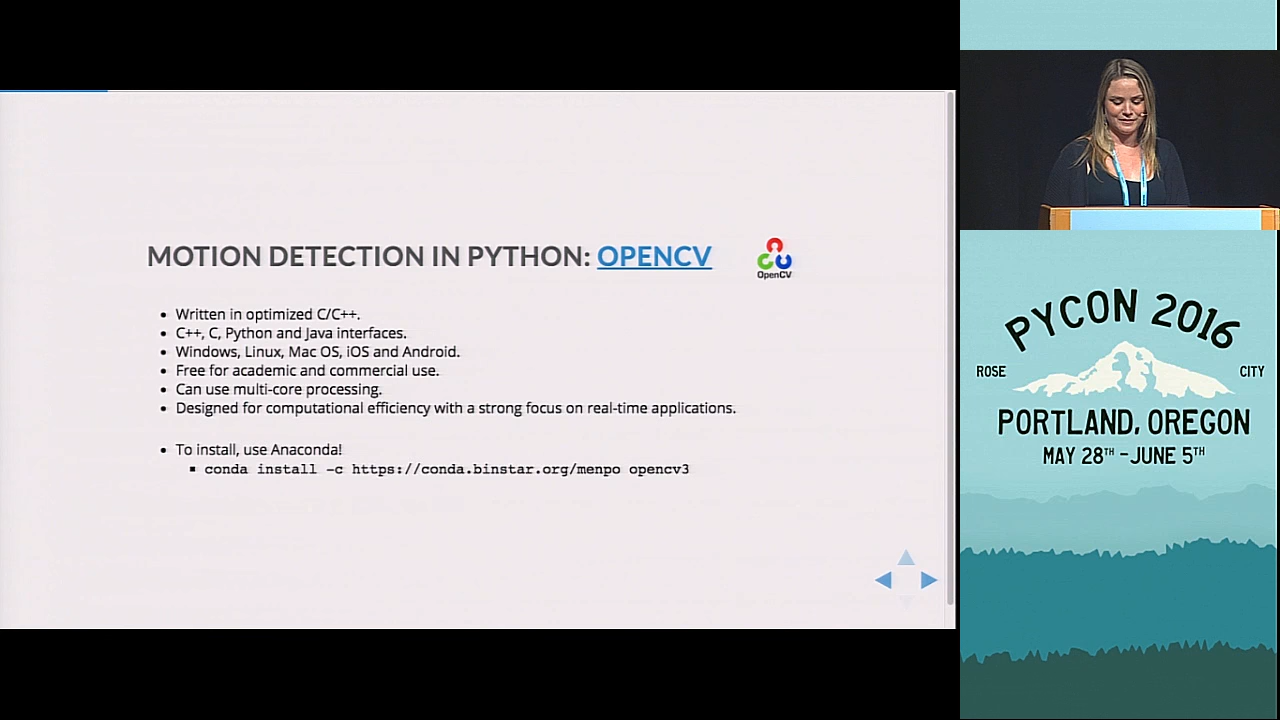 MOTION DETECTION IN PYTHON: OPENCV
OpenCV
• Written in optimized C/C++.
• C++, C, Python and Java interfaces.
• Windows, Linux, Mac OS, iOS and Android.
• Free for academic and commercial use.
• Can use multi-core processing.
• Designed for computational efficiency with a strong focus on real-time applications.
• To install, use Anaconda!
▪ conda install -c https://conda.binstar.org/menpo opencv3
PYCON 2016
ROSE CITY
PORTLAND, OREGON
MAY 28TH - JUNE 5TH